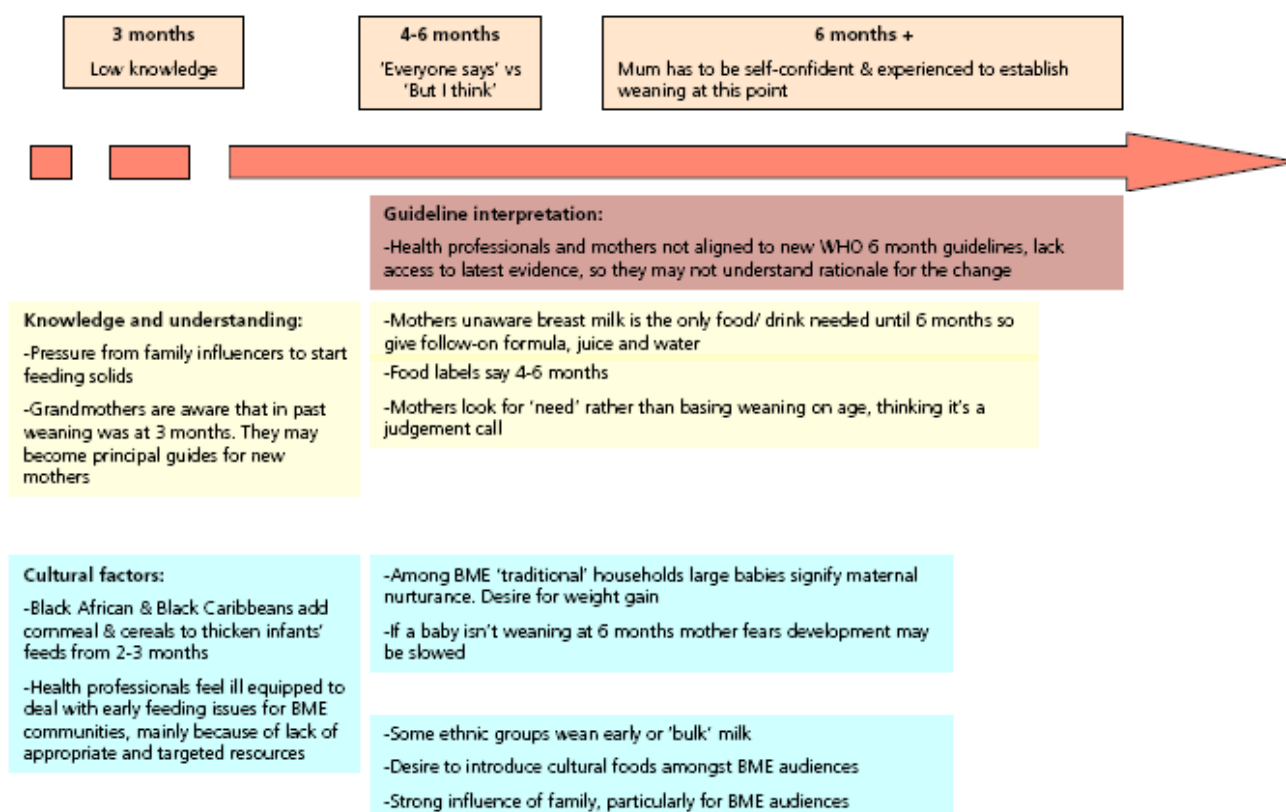 3 months
Low knowledge
4-6 months
'Everyone says' vs
'But I think'
6 months +
Mum has to be self-confident & experienced to establish
weaning at this point
Guideline interpretation:
-Health professionals and mothers not aligned to new WHO 6 month guidelines, lack
access to latest evidence, so they may not understand rationale for the change
Knowledge and understanding:
-Pressure from family influencers to start
feeding solids
-Grandmothers are aware that in past
weaning was at 3 months. They may
become principal guides for new
mothers
-Mothers unaware breast milk is the only food/ drink needed until 6 months so
give follow-on formula, juice and water
-Food labels say 4-6 months
-Mothers look for 'need' rather than basing weaning on age, thinking it's a
judgement call
Cultural factors:
-Black African & Black Caribbeans add
cornmeal & cereals to thicken infants'
feeds from 2-3 months
-Health professionals feel ill equipped to
deal with early feeding issues for BME
communities, mainly because of lack of
appropriate and targeted resources
-Among BME 'traditional' households large babies signify maternal
nurturance. Desire for weight gain
-If a baby isn't weaning at 6 months mother fears development may
be slowed
-Some ethnic groups wean early or 'bulk' milk
-Desire to introduce cultural foods amongst BME audiences
-Strong influence of family, particularly for BME audiences